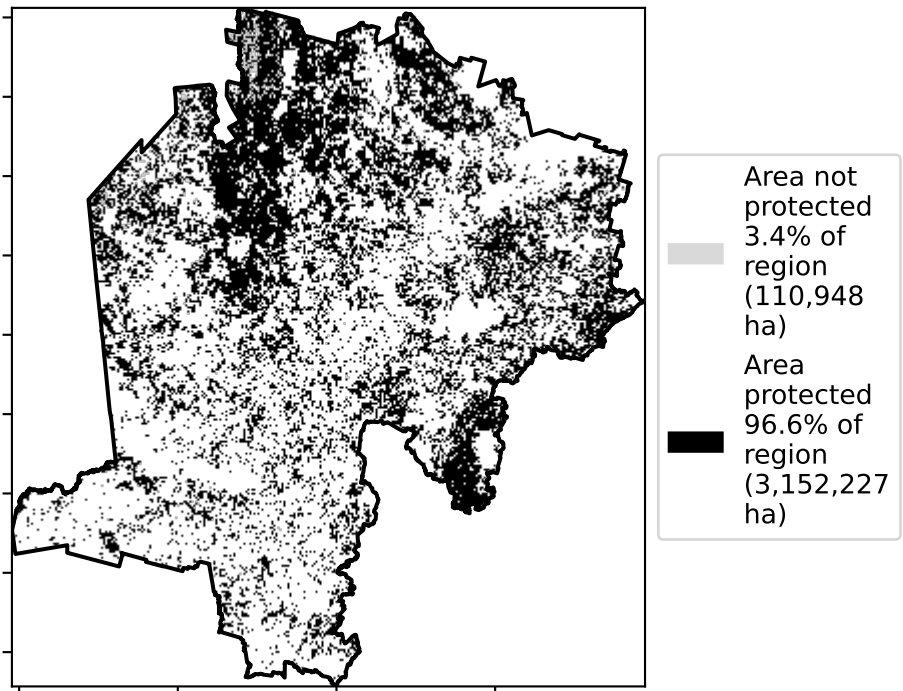 Area not
protected
3.4% of
region
(110,948
ha)
Area
protected
96.6% of
region
(3,152,227
ha)